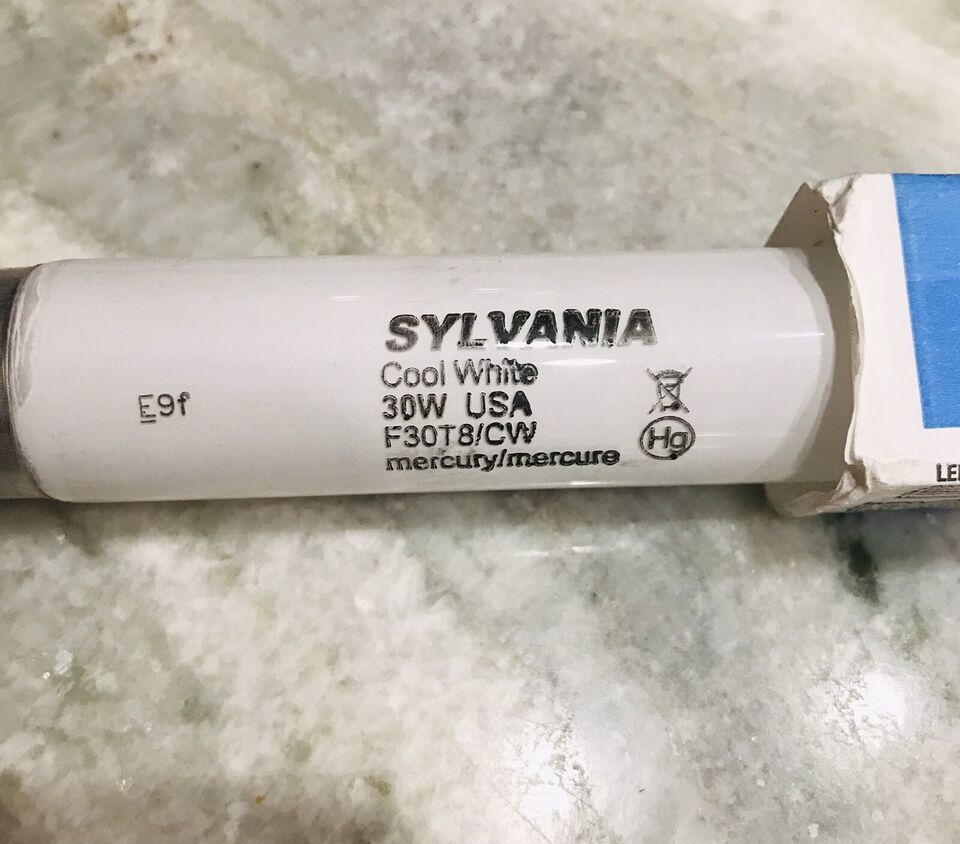 SYLVANIA
Cool White
30W USA
F30T8/CW
mercury/mercure
Hg
E9f